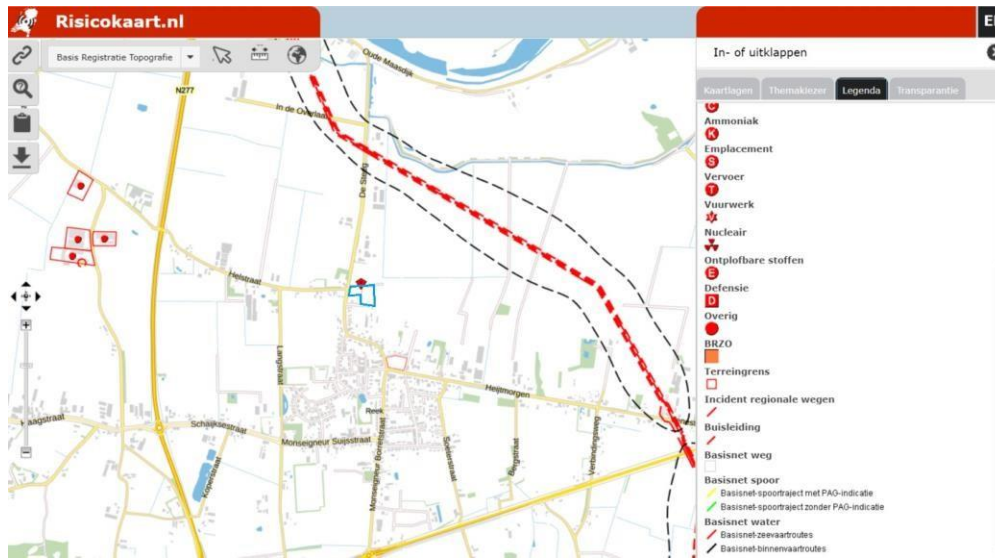 Risicokaart.nl
Basis Registratie Topografie
In- of uitklappen
Kaartlagen Themakiezer Legenda Transparantie
C
Ammoniak
K
Emplacement
S
Vervoer
T
Vuurwerk
Nucleair
Ontplofbare stoffen
E
Defensie
D
Overig
BRZO
Terreingrens
Incident regionale wegen
Buisleiding
Basisnet weg
Basisnet spoor
Basisnet-spoortraject met PAG-indicatie
Basisnet-spoortraject zonder PAG-indicatie
Basisnet water
Basisnet-zeevaartroutes
Basisnet-binnenvaartroutes
Oude Maasdijk
N277
In de Overlaat
De Steeg
Helstraat
Langstraat
Heijmorgen
Reek
Schaijksestraat
Monseigneur Suijsstraat
Monseigneur Borretstraat
Bergstraat
Verbindingsweg